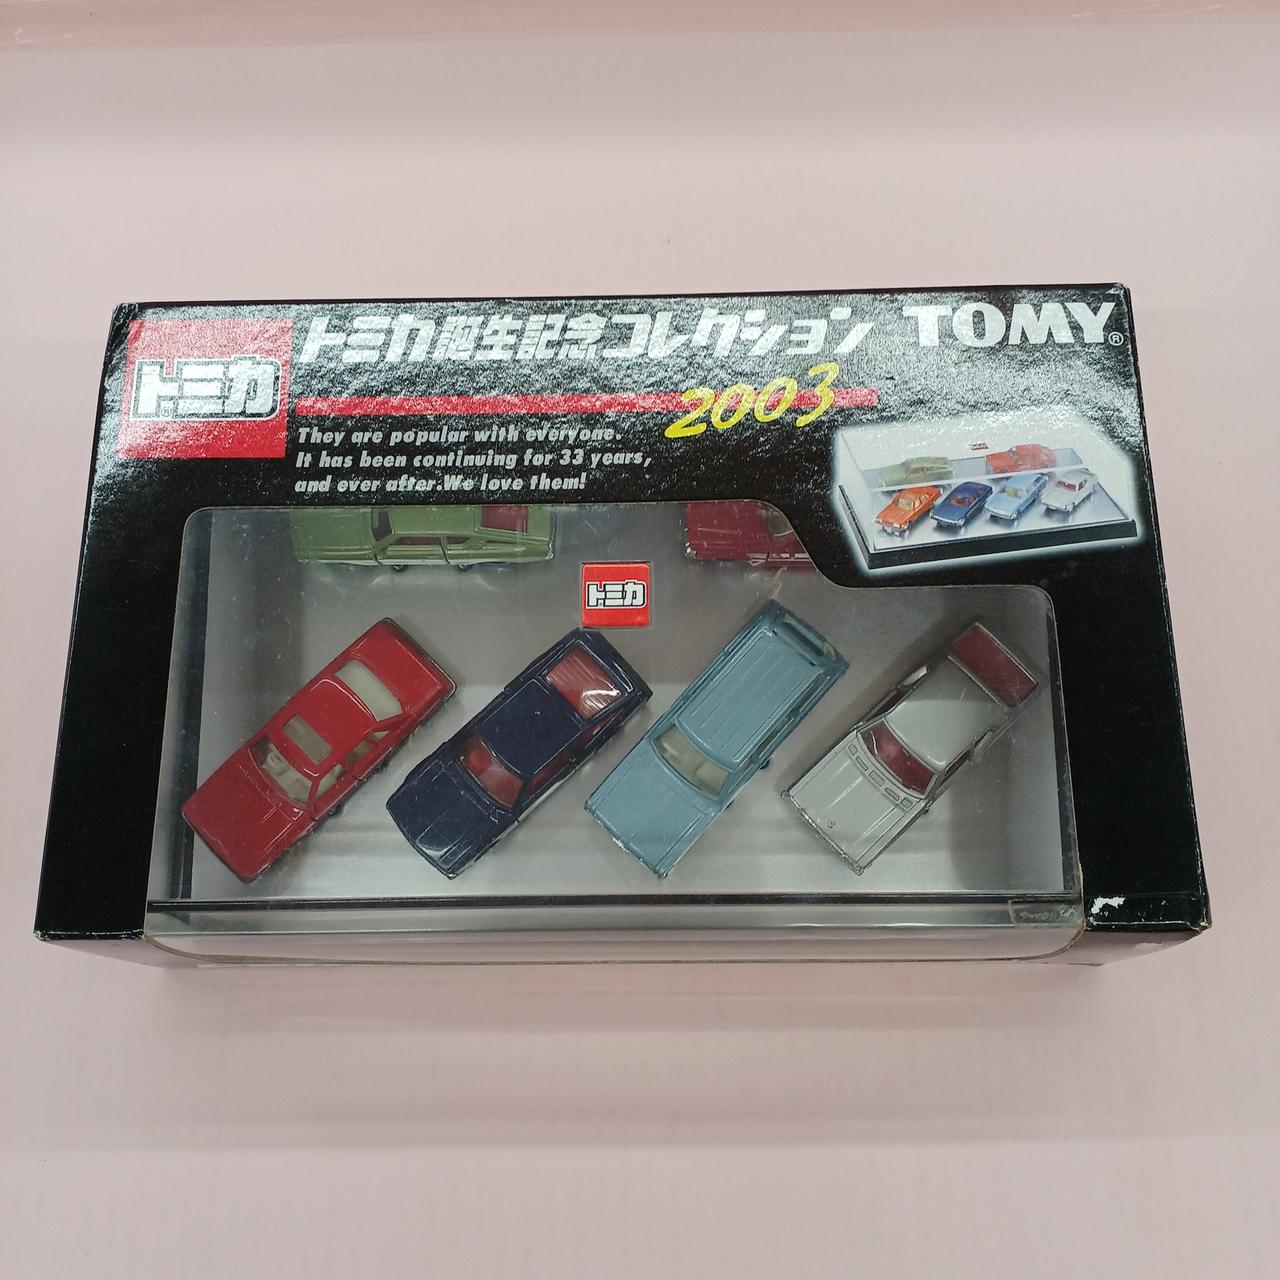 トミカ
トミカ誕生記念コレクション
TOMY®
2003
They are popular with everyone.
It has been continuing for 33 years,
and ever after.We love them!
トミカ